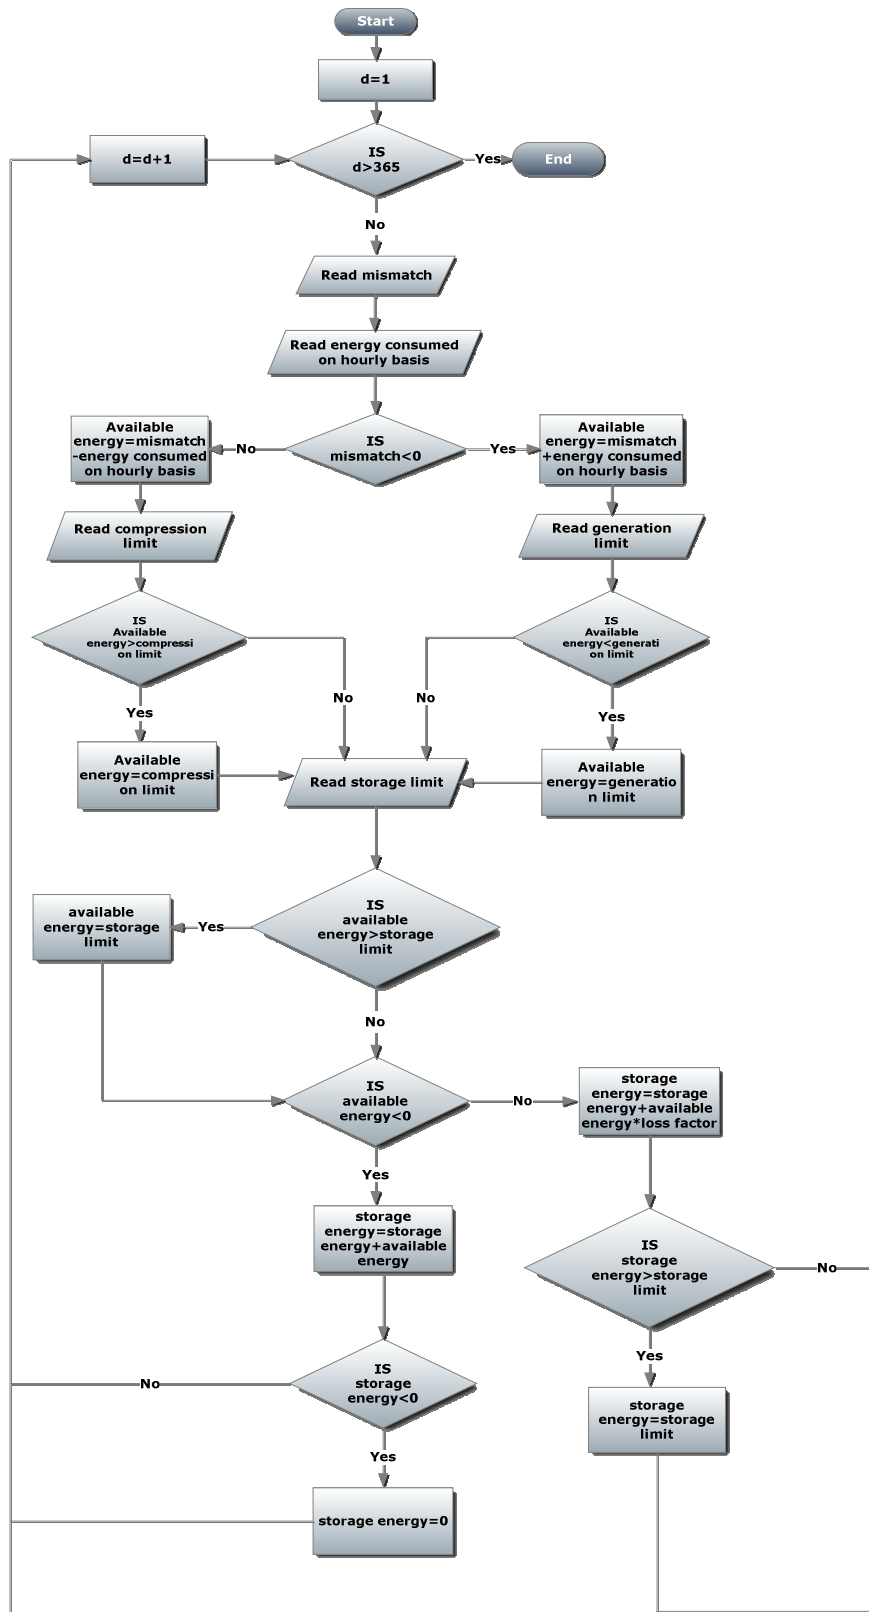 Start
d=1
d=d+1
IS
d>365
Yes
End
No
Read mismatch
Read energy consumed
on hourly basis
Available
energy=mismatch
-energy consumed
on hourly basis
No
IS
mismatch<0
Yes
Available
energy=mismatch
+energy consumed
on hourly basis
Read compression
limit
Read generation
limit
IS
Available
energy>compressi
on limit
IS
Available
energy<generati
on limit
No
No
Yes
Yes
Available
energy=compressi
on limit
Read storage limit
Available
energy=generatio
n limit
available
energy=storage
limit
Yes
IS
available
energy>storage
limit
No
IS
available
energy<0
No
storage
energy=storage
energy+available
energy*loss factor
Yes
storage
energy=storage
energy+available
energy
IS
storage
energy>storage
limit
No
Yes
No
IS
storage
energy<0
storage
energy=storage
limit
Yes
storage energy=0